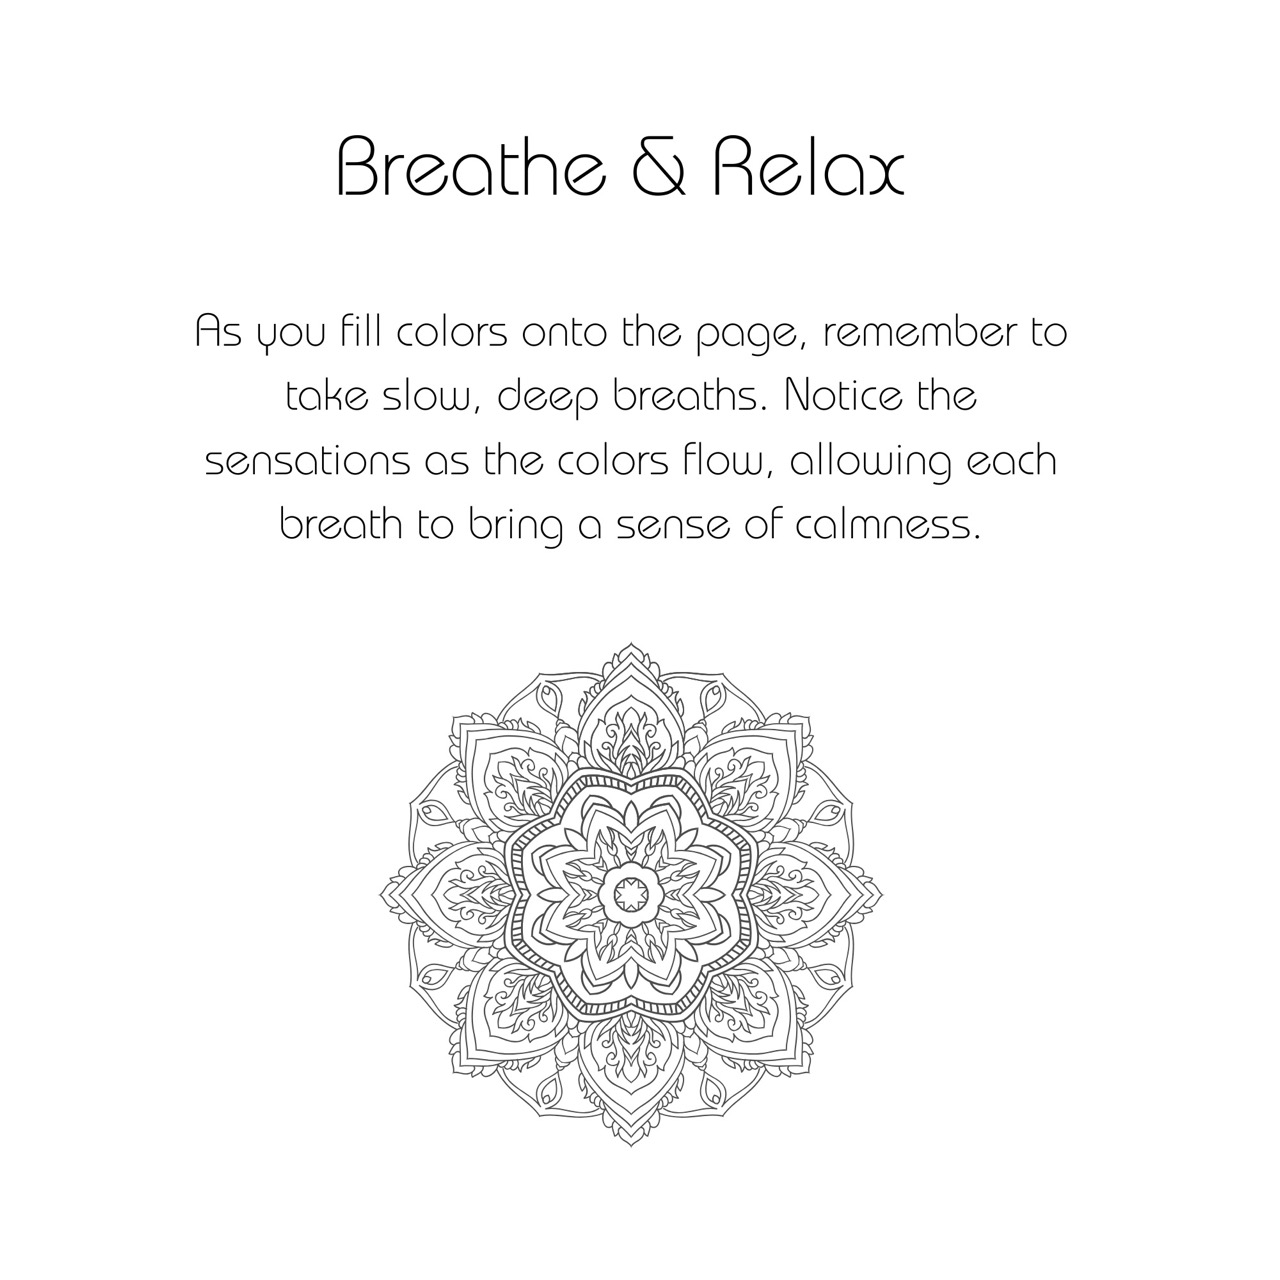 Breathe & Relax
As you fill colors onto the page, remember to
take slow, deep breaths. Notice the
sensations as the colors flow, allowing each
breath to bring a sense of calmness.